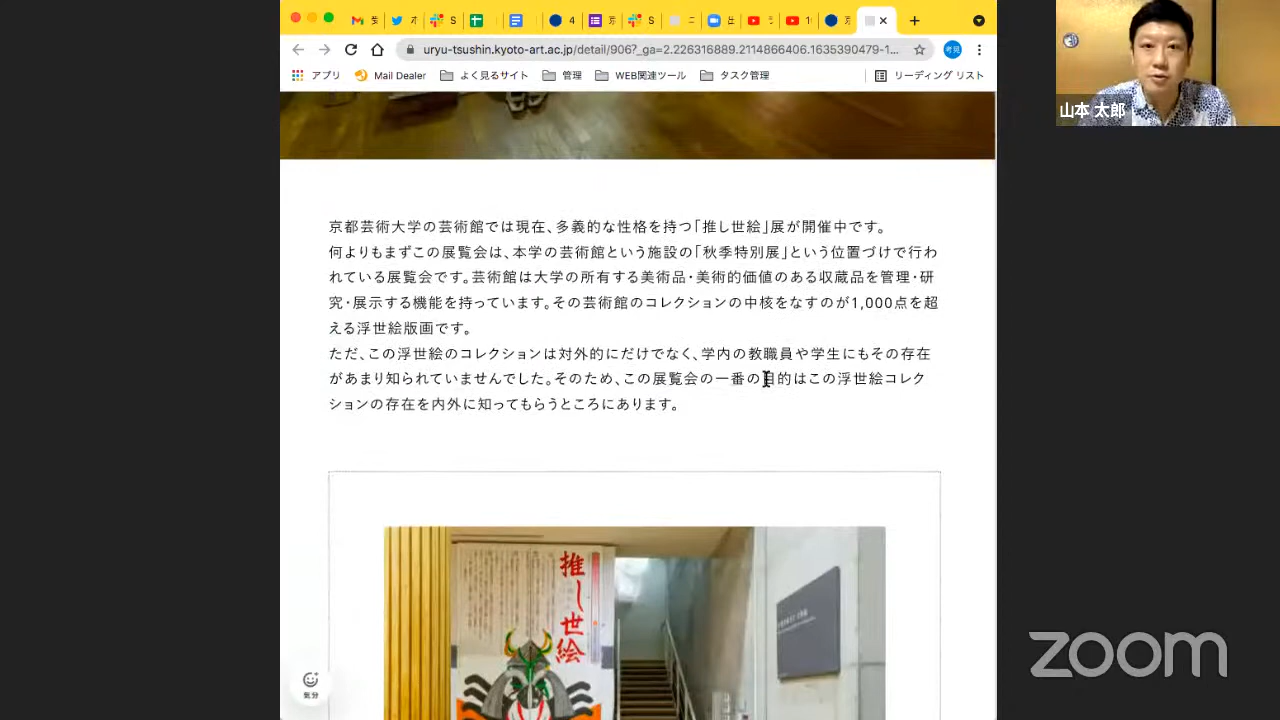 S
4
S
1
uryu-tsushin.kyoto-art.ac.jp/detail/906?_ga=2.226316889.2114866406.1635390479-1...
考晃
アプリ
Mail Dealer
よく見るサイト
管理
WEB関連ツール
タスク管理
リーディング リスト
山本 太郎
京都芸術大学の芸術館では現在、多義的な性格を持つ「推し世絵」展が開催中です。
何よりもまずこの展覧会は、本学の芸術館という施設の「秋季特別展」という位置づけで行わ
れている展覧会です。芸術館は大学の所有する美術品・美術的価値のある収蔵品を管理・研
究・展示する機能を持っています。その芸術館のコレクションの中核をなすのが1,000点を超
える浮世絵版画です。
ただ、この浮世絵のコレクションは対外的にだけでなく、学内の教職員や学生にもその存在
があまり知られていませんでした。そのため、この展覧会の一番の目的はこの浮世絵コレク
ションの存在を内外に知ってもらうところにあります。
推し世絵
気分
zoom